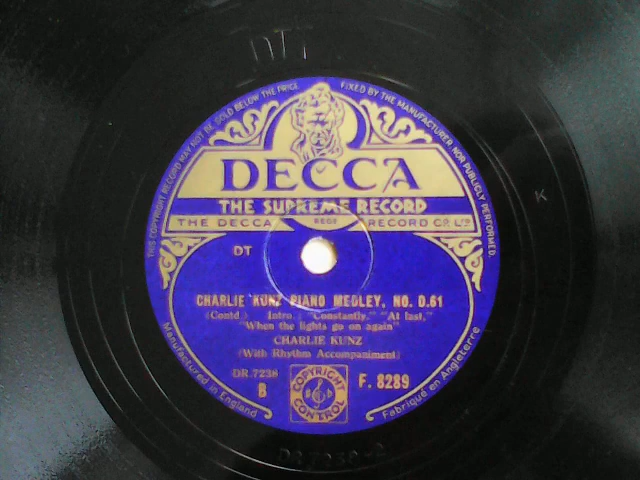 DTT
THIS COPYRIGHT RECORD MAY NOT BE SOLD BELOW THE PRICE FIXED BY THE MANUFACTURER NOR PUBLICLY PERFORMED.
DECCA
THE SUPREME RECORD
THE DECCA REGD RECORD CO. LTD
DT
CHARLIE KUNZ PIANO MEDLEY, NO. D.61
(Contd.) Intro.: "Constantly," "At last,"
"When the lights go on again"
CHARLIE KUNZ
(With Rhythm Accompaniment)
DR.7238
B
F. 8289
COPYRIGHT
CONTROL
Manufactured in England
Fabriqué en Angleterre
K